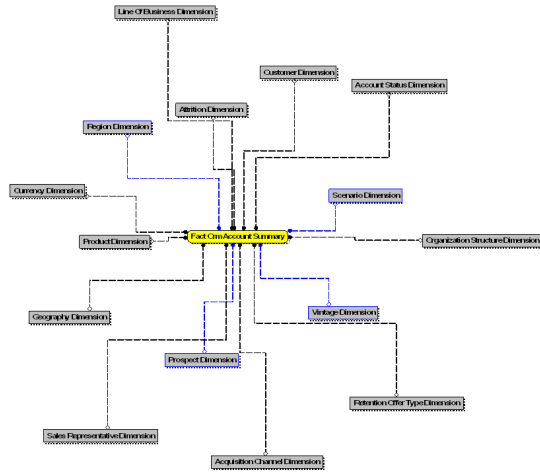 Line Of Business Dimension
Customer Dimension
Account Status Dimension
Attrition Dimension
Region Dimension
Currency Dimension
Scenario Dimension
Fact Crm Account Summary
Product Dimension
Organization Structure Dimension
Geography Dimension
Vintage Dimension
Prospect Dimension
Retention Offer Type Dimension
Sales Representative Dimension
Acquisition Channel Dimension